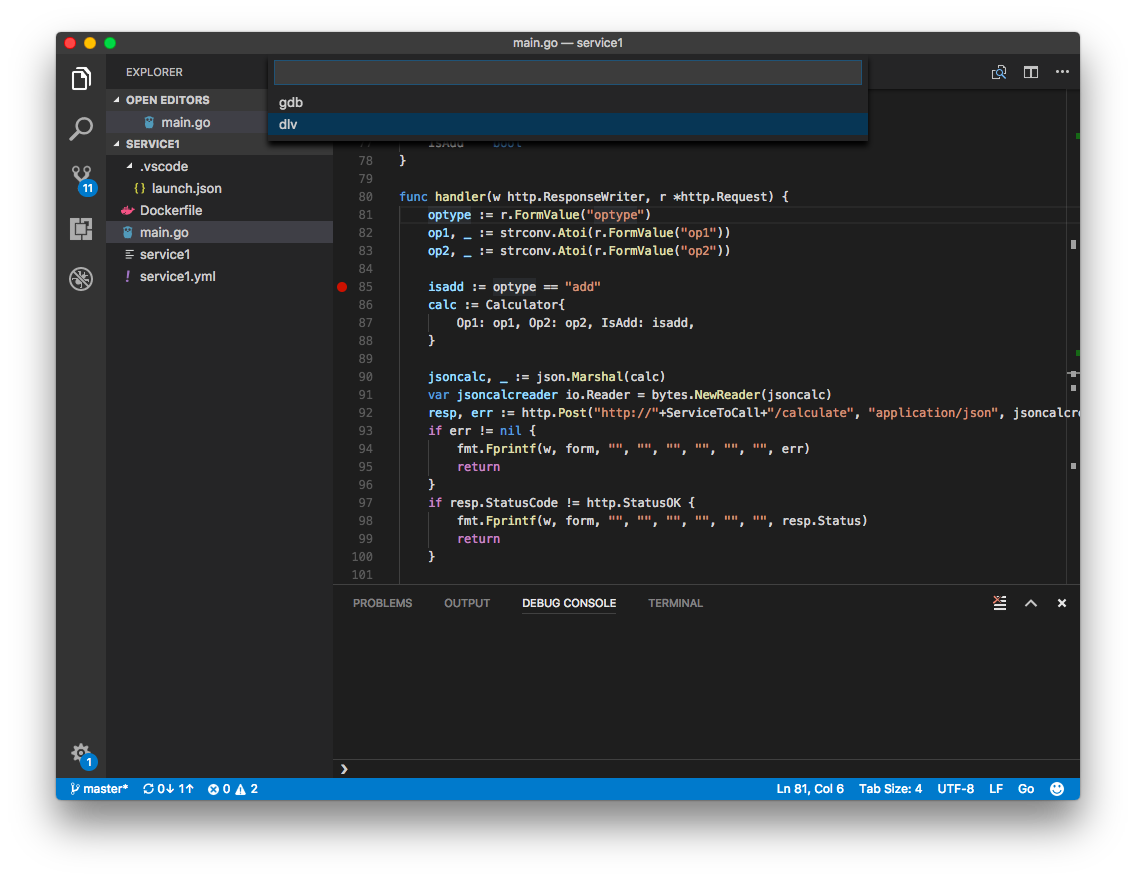 main.go — service1
EXPLORER
OPEN EDITORS
main.go
SERVICE1
.vscode
{} launch.json
Dockerfile
main.go
service1
! service1.yml
11
1
gdb
dlv
77 isAdd bool
78 }
79
80 func handler(w http.ResponseWriter, r *http.Request) {
81 optype := r.FormValue("optype")
82 op1, _ := strconv.Atoi(r.FormValue("op1"))
83 op2, _ := strconv.Atoi(r.FormValue("op2"))
84
85 isadd := optype == "add"
86 calc := Calculator{
87 Op1: op1, Op2: op2, IsAdd: isadd,
88 }
89
90 jsoncalc, _ := json.Marshal(calc)
91 var jsoncalcreader io.Reader = bytes.NewReader(jsoncalc)
92 resp, err := http.Post("http://"+ServiceToCall+"/calculate", "application/json", jsoncalcre
93 if err != nil {
94 fmt.Fprintf(w, form, "", "", "", "", "", "", err)
95 return
96 }
97 if resp.StatusCode != http.StatusOK {
98 fmt.Fprintf(w, form, "", "", "", "", "", "", resp.Status)
99 return
100 }
101
PROBLEMS OUTPUT DEBUG CONSOLE TERMINAL
master* 0↓ 1↑ 0 2 Ln 81, Col 6 Tab Size: 4 UTF-8 LF Go